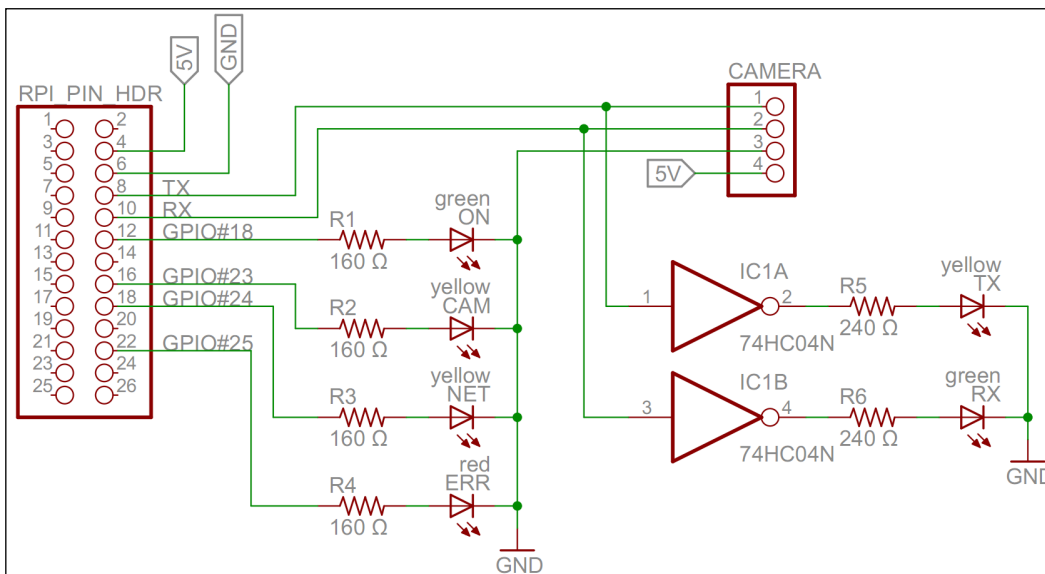 5V
GND
RPI_PIN_HDR
1 2
3 4
5 6
7 8 TX
9 10 RX
11 12 GPIO#18
13 14
15 16 GPIO#23
17 18 GPIO#24
19 20
21 22 GPIO#25
23 24
25 26
CAMERA
1
2
3
4
5V
R1
160 Ω
green
ON
R2
160 Ω
yellow
CAM
R3
160 Ω
yellow
NET
R4
160 Ω
red
ERR
GND
IC1A
1 2
74HC04N
R5
240 Ω
yellow
TX
IC1B
3 4
74HC04N
R6
240 Ω
green
RX
GND